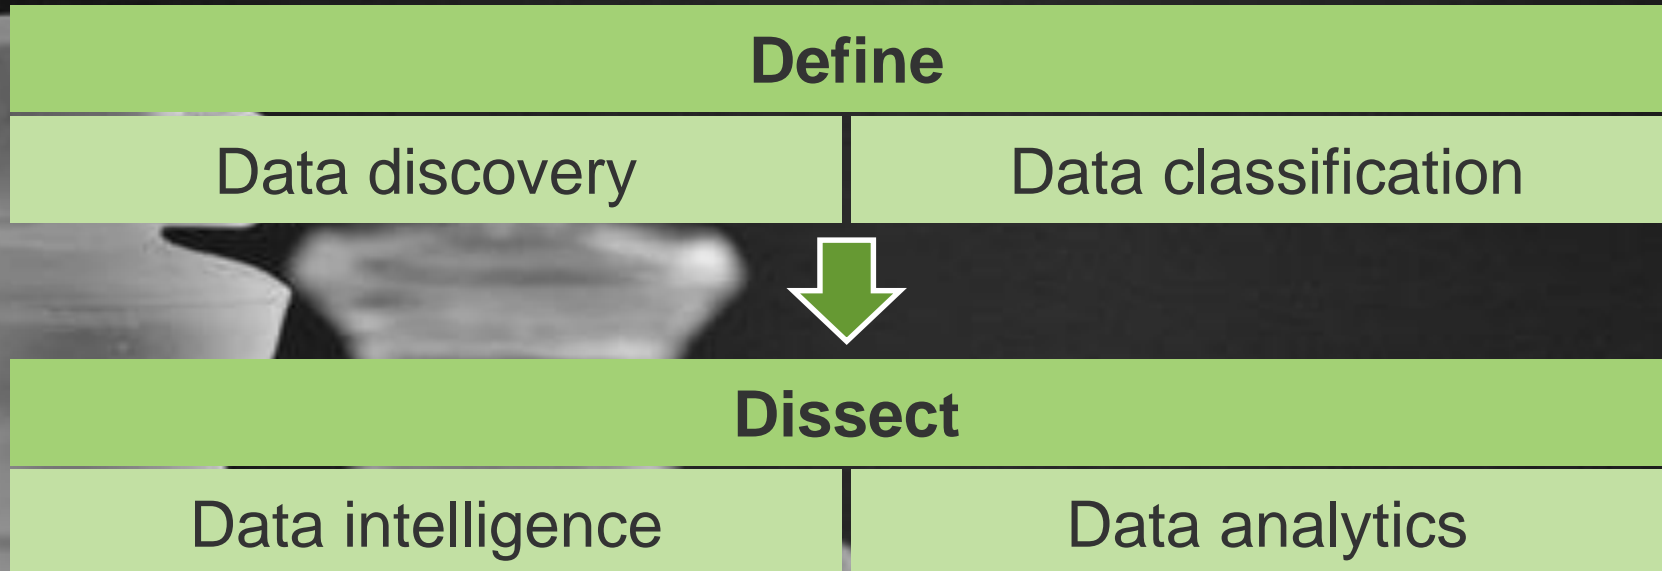 Define
Data discovery
Data classification
Dissect
Data intelligence
Data analytics